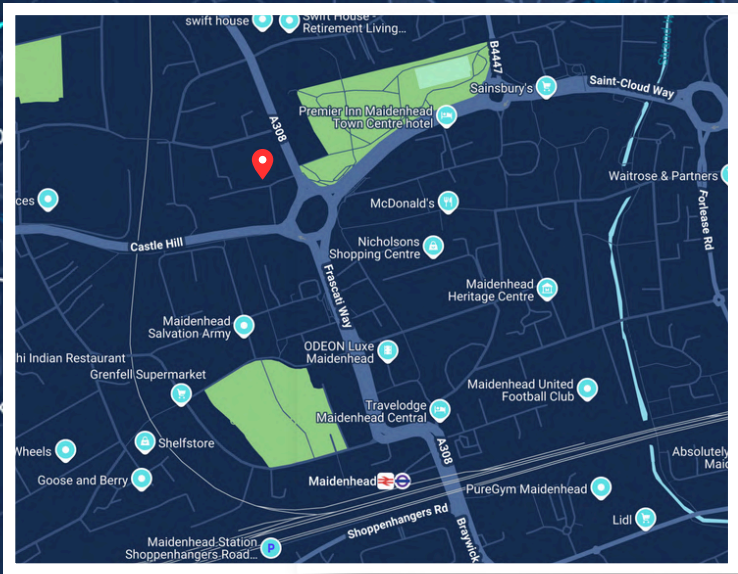 swift house
Swift House -
Retirement Living...
B4447
A308
Sainsbury's
Saint-Cloud Way
Premier Inn Maidenhead
Town Centre hotel
Waitrose & Partners
ces
McDonald's
Forlease Rd
Castle Hill
Nicholsons
Shopping Centre
Frascati Way
Maidenhead
Heritage Centre
Maidenhead
Salvation Army
ODEON Luxe
Maidenhead
hi Indian Restaurant
Grenfell Supermarket
Maidenhead United
Football Club
Travelodge
Maidenhead Central
Shelfstore
Wheels
A308
Absolutely
Maid
Goose and Berry
Maidenhead
PureGym Maidenhead
Shoppenhangers Rd
Braywick
Lidl
Maidenhead Station
Shoppenhangers Road...
P